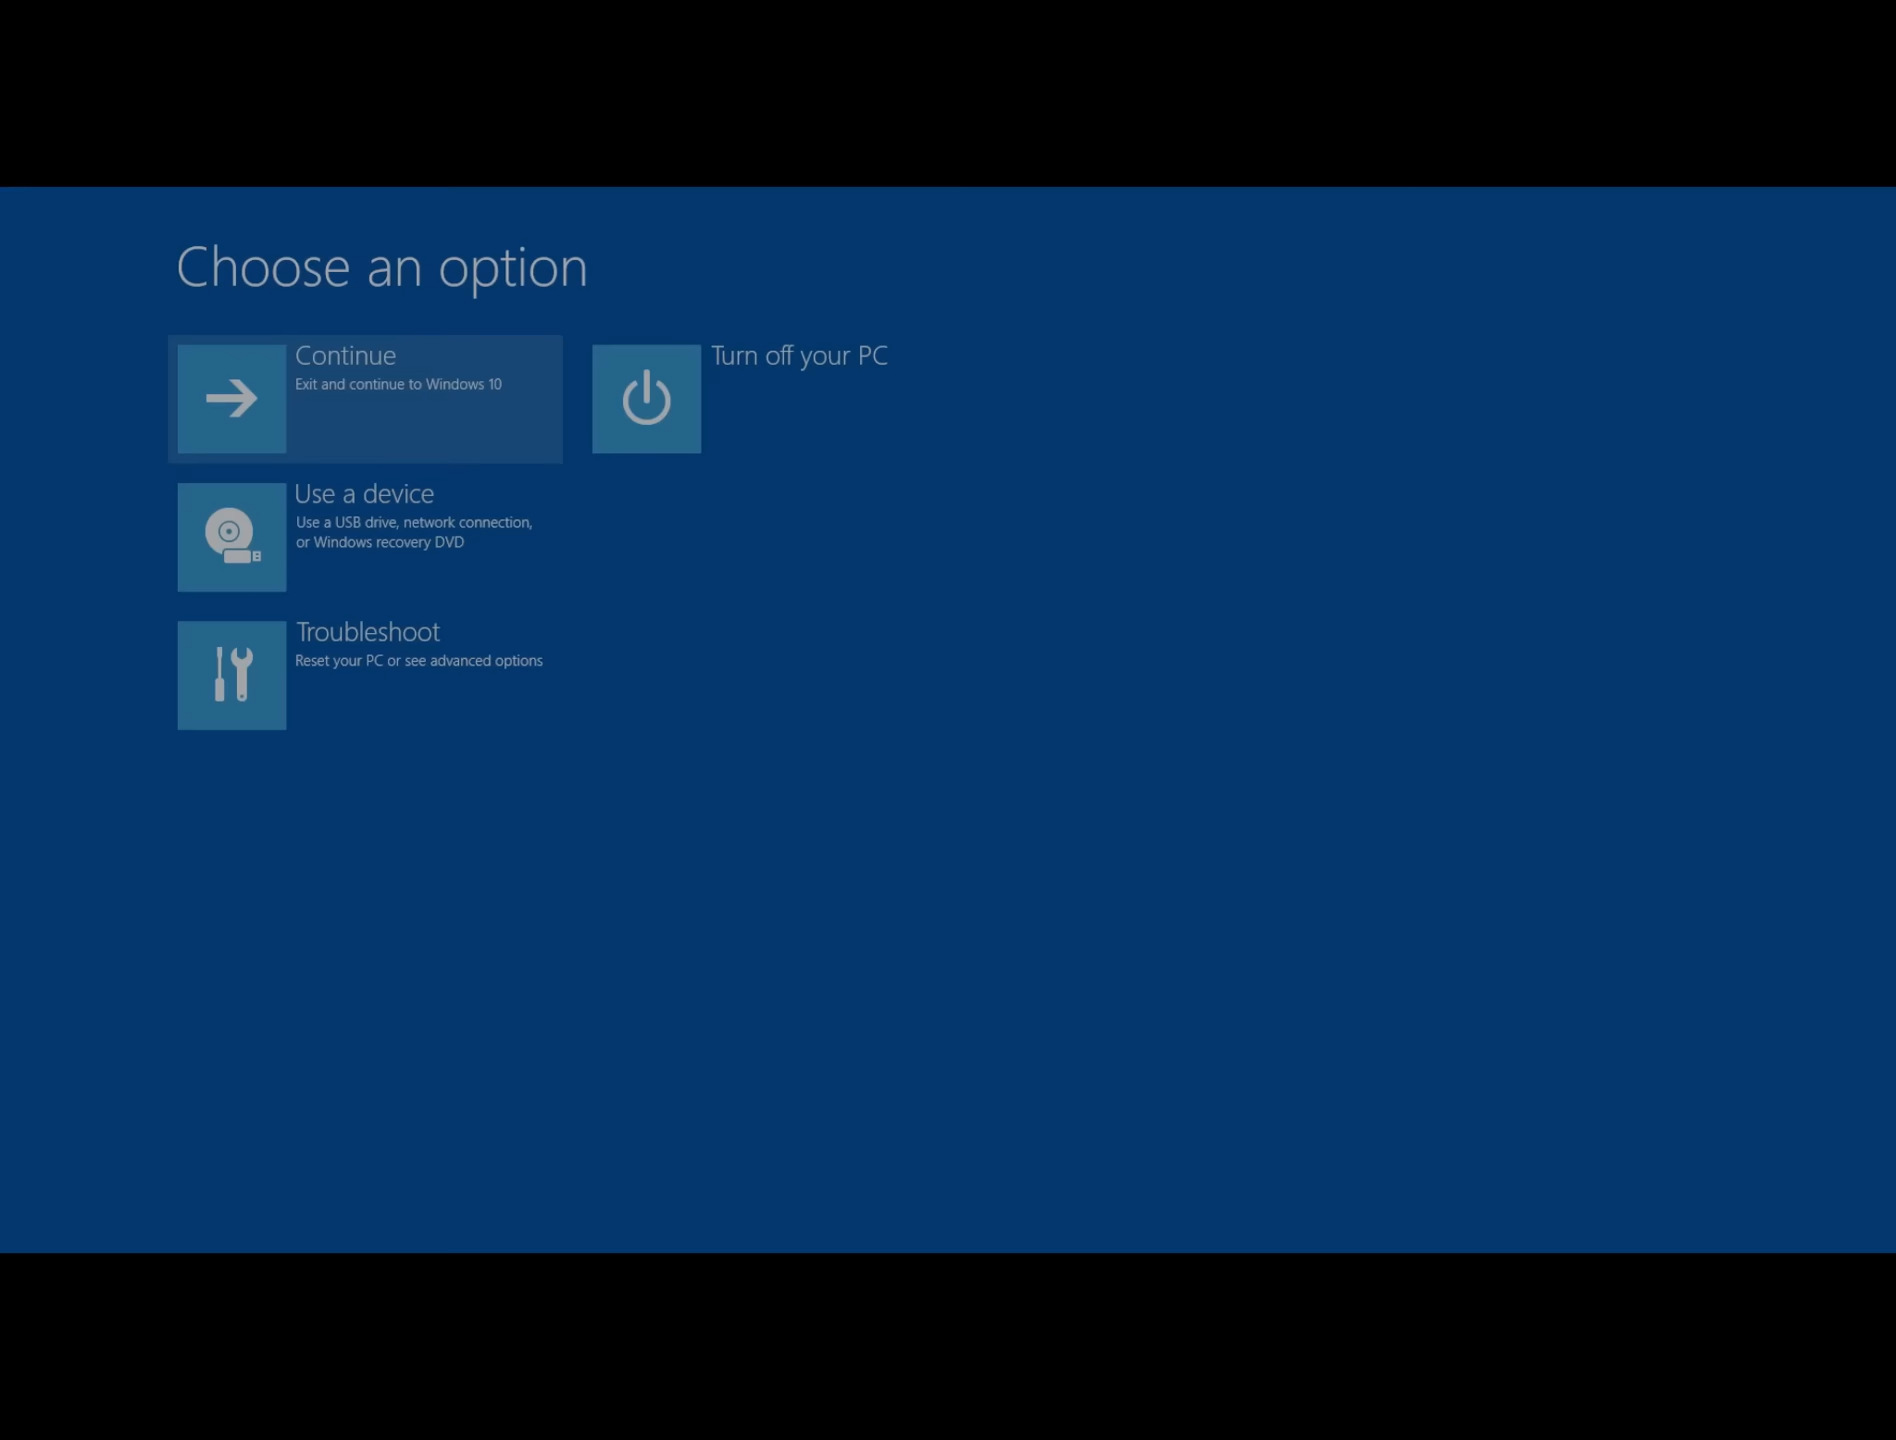 Choose an option
Continue
Exit and continue to Windows 10
Turn off your PC
Use a device
Use a USB drive, network connection,
or Windows recovery DVD
Troubleshoot
Reset your PC or see advanced options